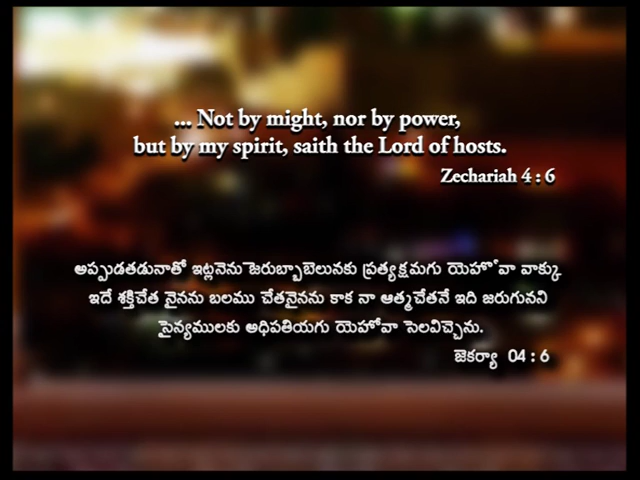 ... Not by might, nor by power,
but by my spirit, saith the Lord of hosts.
Zechariah 4 : 6
అప్పుడతడునాతో ఇట్లనెను జెరుబ్బాబెలునకు ప్రత్యక్షమగు యెహోవా వాక్కు
ఇదే శక్తిచేత నైనను బలము చేతనైనను కాక నా ఆత్మచేతనే ఇది జరుగునని
సైన్యములకు అధిపతియగు యెహోవా సెలవిచ్చెను.
జెకర్యా 04 : 6